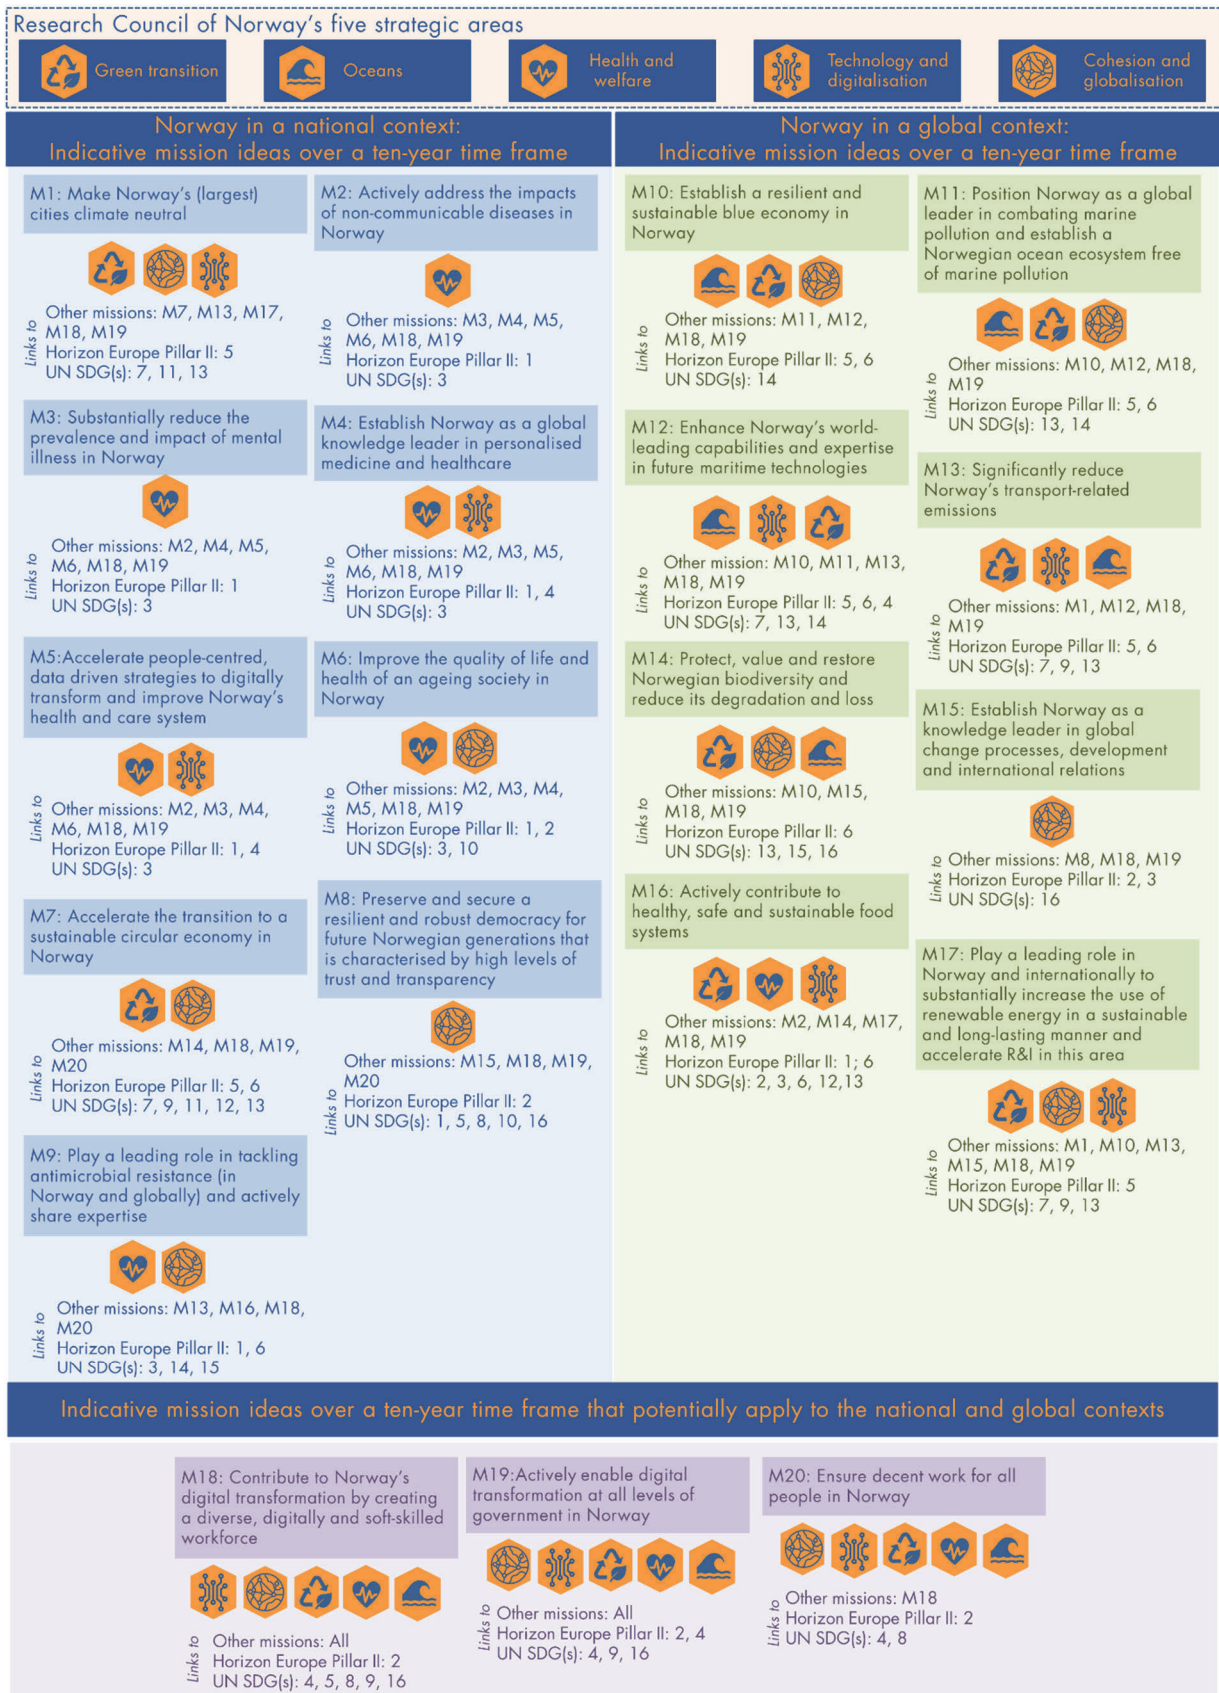 Research Council of Norway's five strategic areas
Green transition
Oceans
Health and
welfare
Technology and
digitalisation
Cohesion and
globalisation
Norway in a national context:
Indicative mission ideas over a ten-year time frame
M1: Make Norway's (largest)
cities climate neutral
Links to
Other missions: M7, M13, M17,
M18, M19
Horizon Europe Pillar II: 5
UN SDG(s): 7, 11, 13
M2: Actively address the impacts
of non-communicable diseases in
Norway
Links to
Other missions: M3, M4, M5,
M6, M18, M19
Horizon Europe Pillar II: 1
UN SDG(s): 3
M3: Substantially reduce the
prevalence and impact of mental
illness in Norway
Links to
Other missions: M2, M4, M5,
M6, M18, M19
Horizon Europe Pillar II: 1
UN SDG(s): 3
M4: Establish Norway as a global
knowledge leader in personalised
medicine and healthcare
Links to
Other missions: M2, M3, M5,
M6, M18, M19
Horizon Europe Pillar II: 1, 4
UN SDG(s): 3
M5:Accelerate people-centred,
data driven strategies to digitally
transform and improve Norway's
health and care system
Links to
Other missions: M2, M3, M4,
M6, M18, M19
Horizon Europe Pillar II: 1, 4
UN SDG(s): 3
M6: Improve the quality of life and
health of an ageing society in
Norway
Links to
Other missions: M2, M3, M4,
M5, M18, M19
Horizon Europe Pillar II: 1, 2
UN SDG(s): 3, 10
M7: Accelerate the transition to a
sustainable circular economy in
Norway
Links to
Other missions: M14, M18, M19,
M20
Horizon Europe Pillar II: 5, 6
UN SDG(s): 7, 9, 11, 12, 13
M8: Preserve and secure a
resilient and robust democracy for
future Norwegian generations that
is characterised by high levels of
trust and transparency
Links to
Other missions: M15, M18, M19,
M20
Horizon Europe Pillar II: 2
UN SDG(s): 1, 5, 8, 10, 16
M9: Play a leading role in tackling
antimicrobial resistance (in
Norway and globally) and actively
share expertise
Links to
Other missions: M13, M16, M18,
M20
Horizon Europe Pillar II: 1, 6
UN SDG(s): 3, 14, 15
Norway in a global context:
Indicative mission ideas over a ten-year time frame
M10: Establish a resilient and
sustainable blue economy in
Norway
Links to
Other missions: M11, M12,
M18, M19
Horizon Europe Pillar II: 5, 6
UN SDG(s): 14
M11: Position Norway as a global
leader in combating marine
pollution and establish a
Norwegian ocean ecosystem free
of marine pollution
Links to
Other missions: M10, M12, M18,
M19
Horizon Europe Pillar II: 5, 6
UN SDG(s): 13, 14
M12: Enhance Norway's world-
leading capabilities and expertise
in future maritime technologies
Links to
Other mission: M10, M11, M13,
M18, M19
Horizon Europe Pillar II: 5, 6, 4
UN SDG(s): 7, 13, 14
M13: Significantly reduce
Norway's transport-related
emissions
Links to
Other missions: M1, M12, M18,
M19
Horizon Europe Pillar II: 5, 6
UN SDG(s): 7, 9, 13
M14: Protect, value and restore
Norwegian biodiversity and
reduce its degradation and loss
Links to
Other missions: M10, M15,
M18, M19
Horizon Europe Pillar II: 6
UN SDG(s): 13, 15, 16
M15: Establish Norway as a
knowledge leader in global
change processes, development
and international relations
Links to
Other missions: M8, M18, M19
Horizon Europe Pillar II: 2, 3
UN SDG(s): 16
M16: Actively contribute to
healthy, safe and sustainable food
systems
Links to
Other missions: M2, M14, M17,
M18, M19
Horizon Europe Pillar II: 1; 6
UN SDG(s): 2, 3, 6, 12,13
M17: Play a leading role in
Norway and internationally to
substantially increase the use of
renewable energy in a sustainable
and long-lasting manner and
accelerate R&I in this area
Links to
Other missions: M1, M10, M13,
M15, M18, M19
Horizon Europe Pillar II: 5
UN SDG(s): 7, 9, 13
Indicative mission ideas over a ten-year time frame that potentially apply to the national and global contexts
M18: Contribute to Norway's
digital transformation by creating
a diverse, digitally and soft-skilled
workforce
Links to
Other missions: All
Horizon Europe Pillar II: 2
UN SDG(s): 4, 5, 8, 9, 16
M19:Actively enable digital
transformation at all levels of
government in Norway
Links to
Other missions: All
Horizon Europe Pillar II: 2, 4
UN SDG(s): 4, 9, 16
M20: Ensure decent work for all
people in Norway
Links to
Other missions: M18
Horizon Europe Pillar II: 2
UN SDG(s): 4, 8